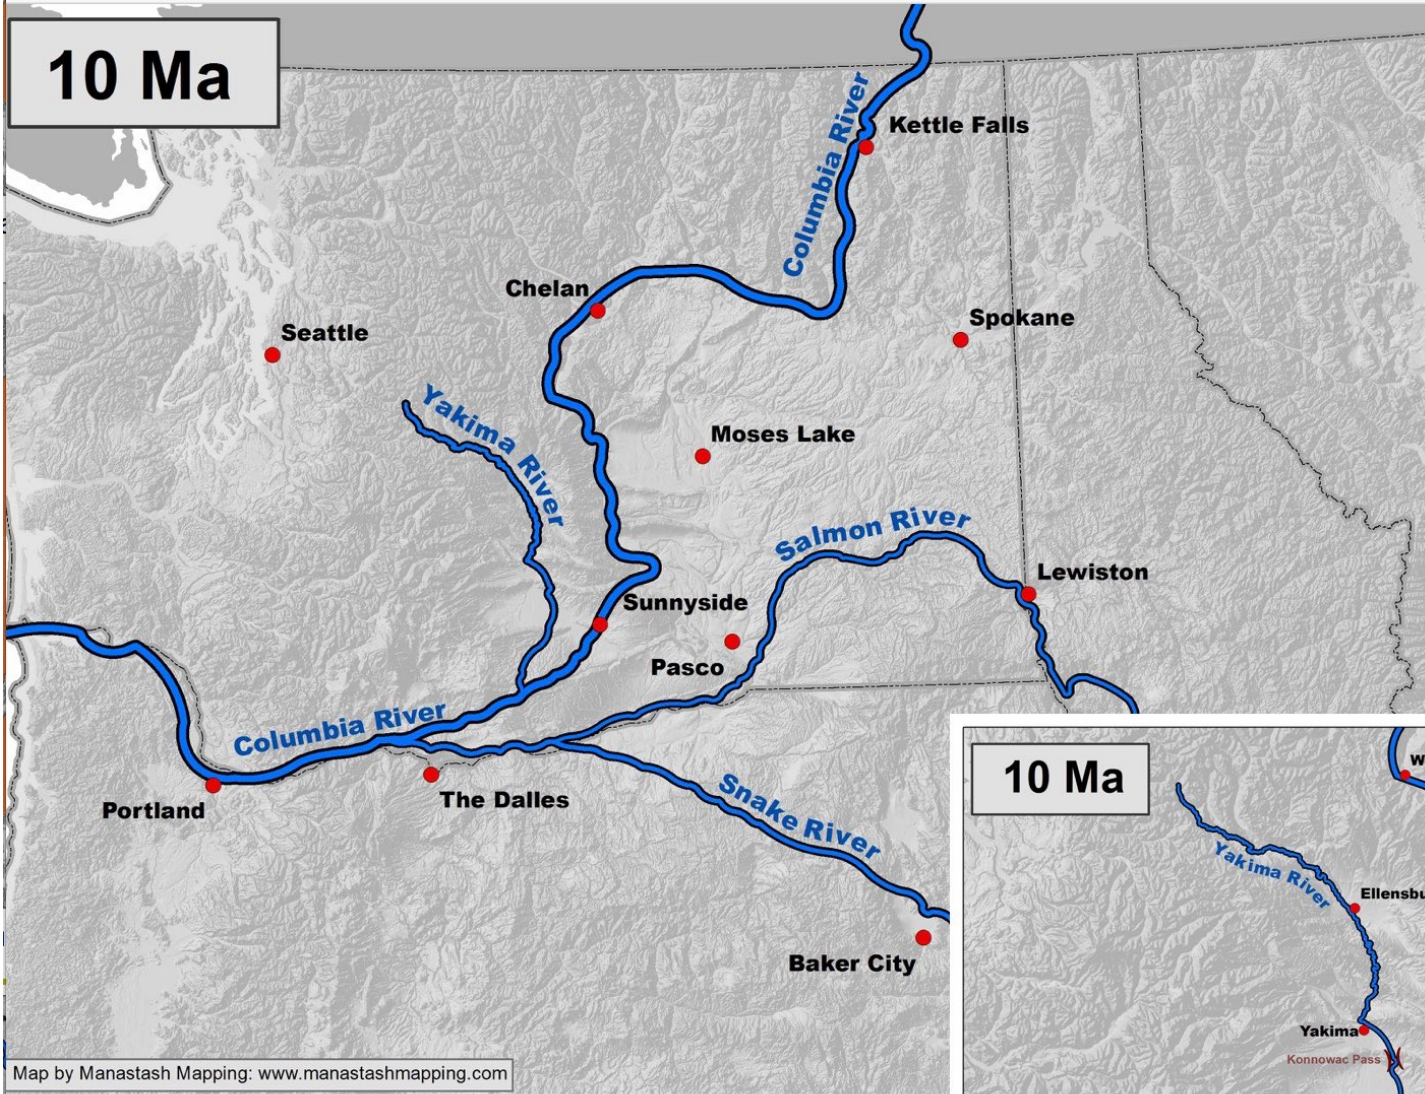 10 Ma
Columbia River
Kettle Falls
Chelan
Seattle
Spokane
Yakima River
Moses Lake
Salmon River
Lewiston
Sunnyside
Pasco
Columbia River
Portland
The Dalles
Snake River
Baker City
Map by Manastash Mapping: www.manastashmapping.com
10 Ma
W
Yakima River
Ellensbu
Yakima
Konnowac Pass